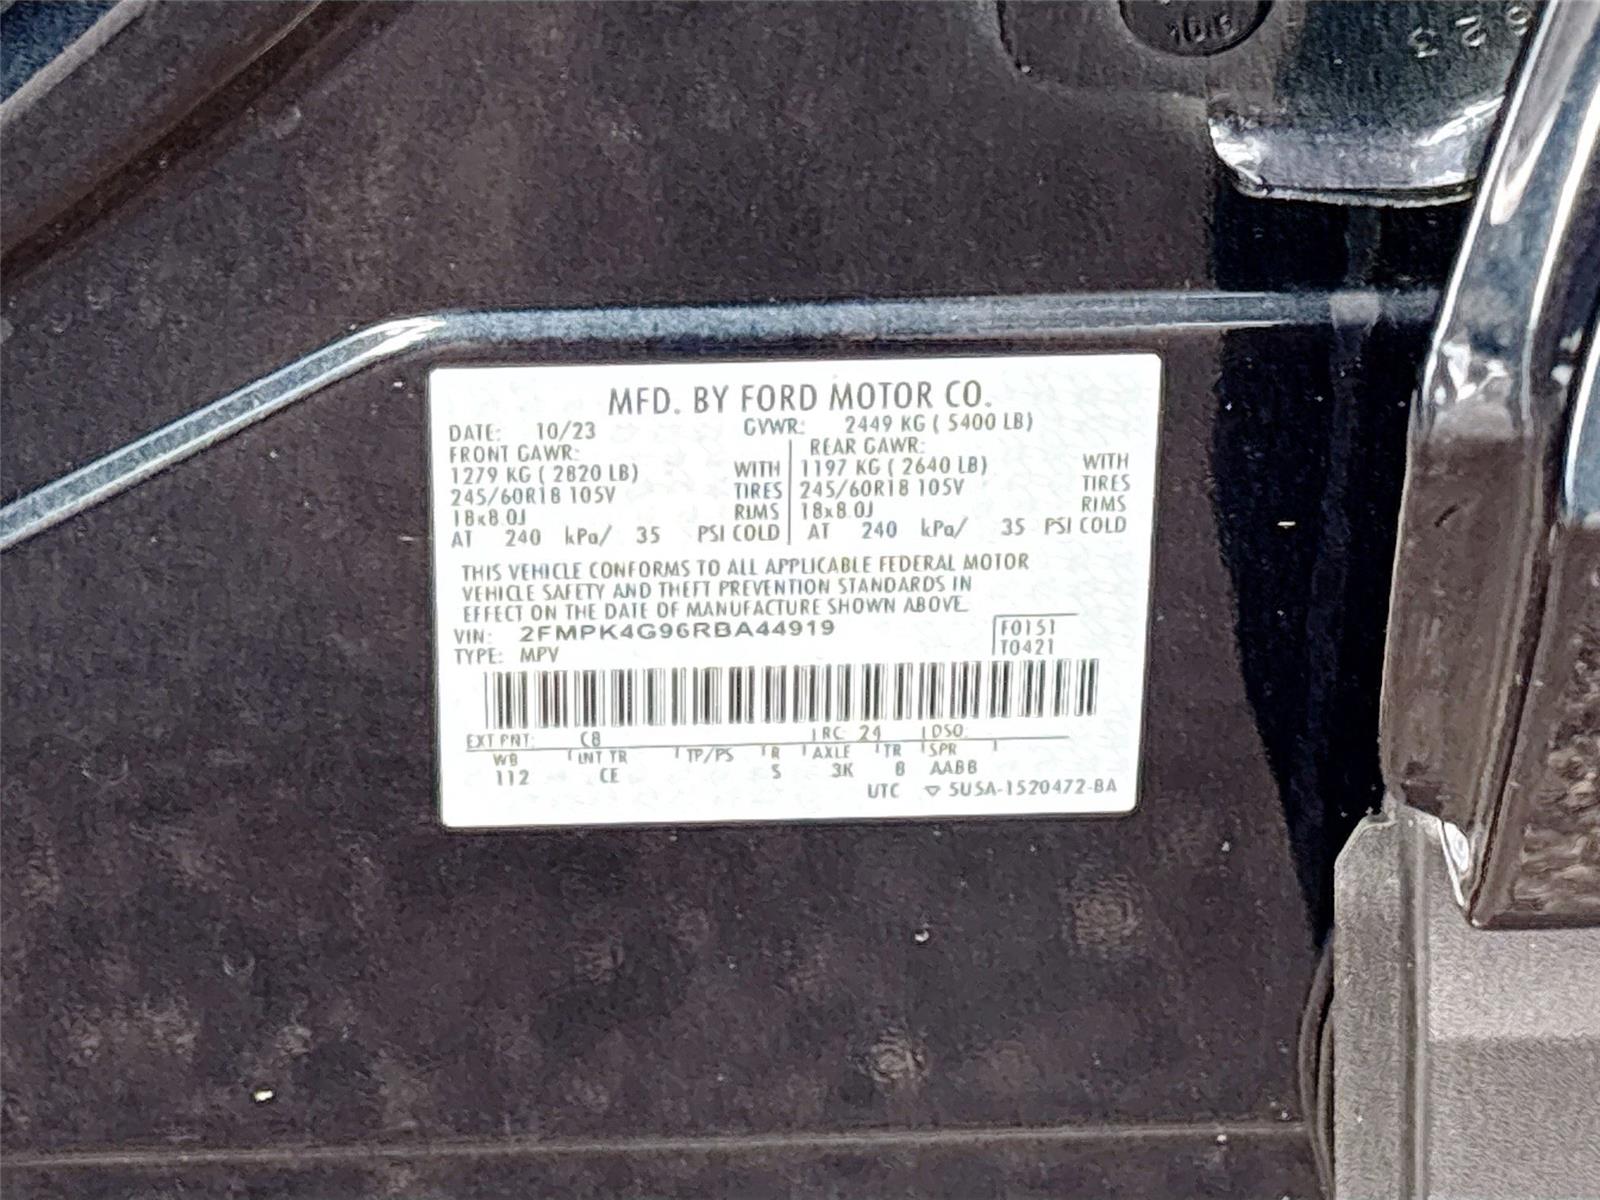 MFD. BY FORD MOTOR CO.
DATE: 10/23 GVWR: 2449 KG ( 5400 LB)
FRONT GAWR: REAR GAWR:
1279 KG ( 2820 LB) WITH 1197 KG ( 2640 LB) WITH
245/60R18 105V TIRES 245/60R18 105V TIRES
18x8.0J RIMS 18x8.0J RIMS
AT 240 kPa/ 35 PSI COLD AT 240 kPa/ 35 PSI COLD
THIS VEHICLE CONFORMS TO ALL APPLICABLE FEDERAL MOTOR
VEHICLE SAFETY AND THEFT PREVENTION STANDARDS IN
EFFECT ON THE DATE OF MANUFACTURE SHOWN ABOVE.
VIN: 2FMPK4G96RBA44919 F0151
TYPE: MPV T0421
EXT PNT: C8 RC: 24 DSO:
WB INT TR TP/PS R AXLE TR SPR
112 CE S 3K 8 AABB
UTC ▽ 5U5A-1520472-BA